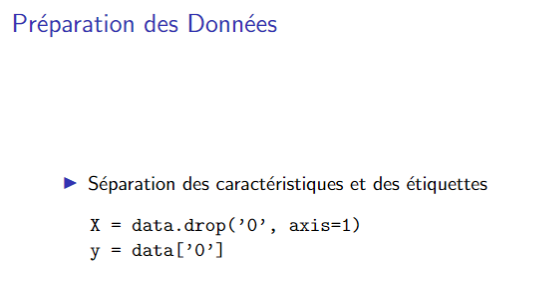 Préparation des Données
Séparation des caractéristiques et des étiquettes
X = data.drop('0', axis=1)
y = data['0']